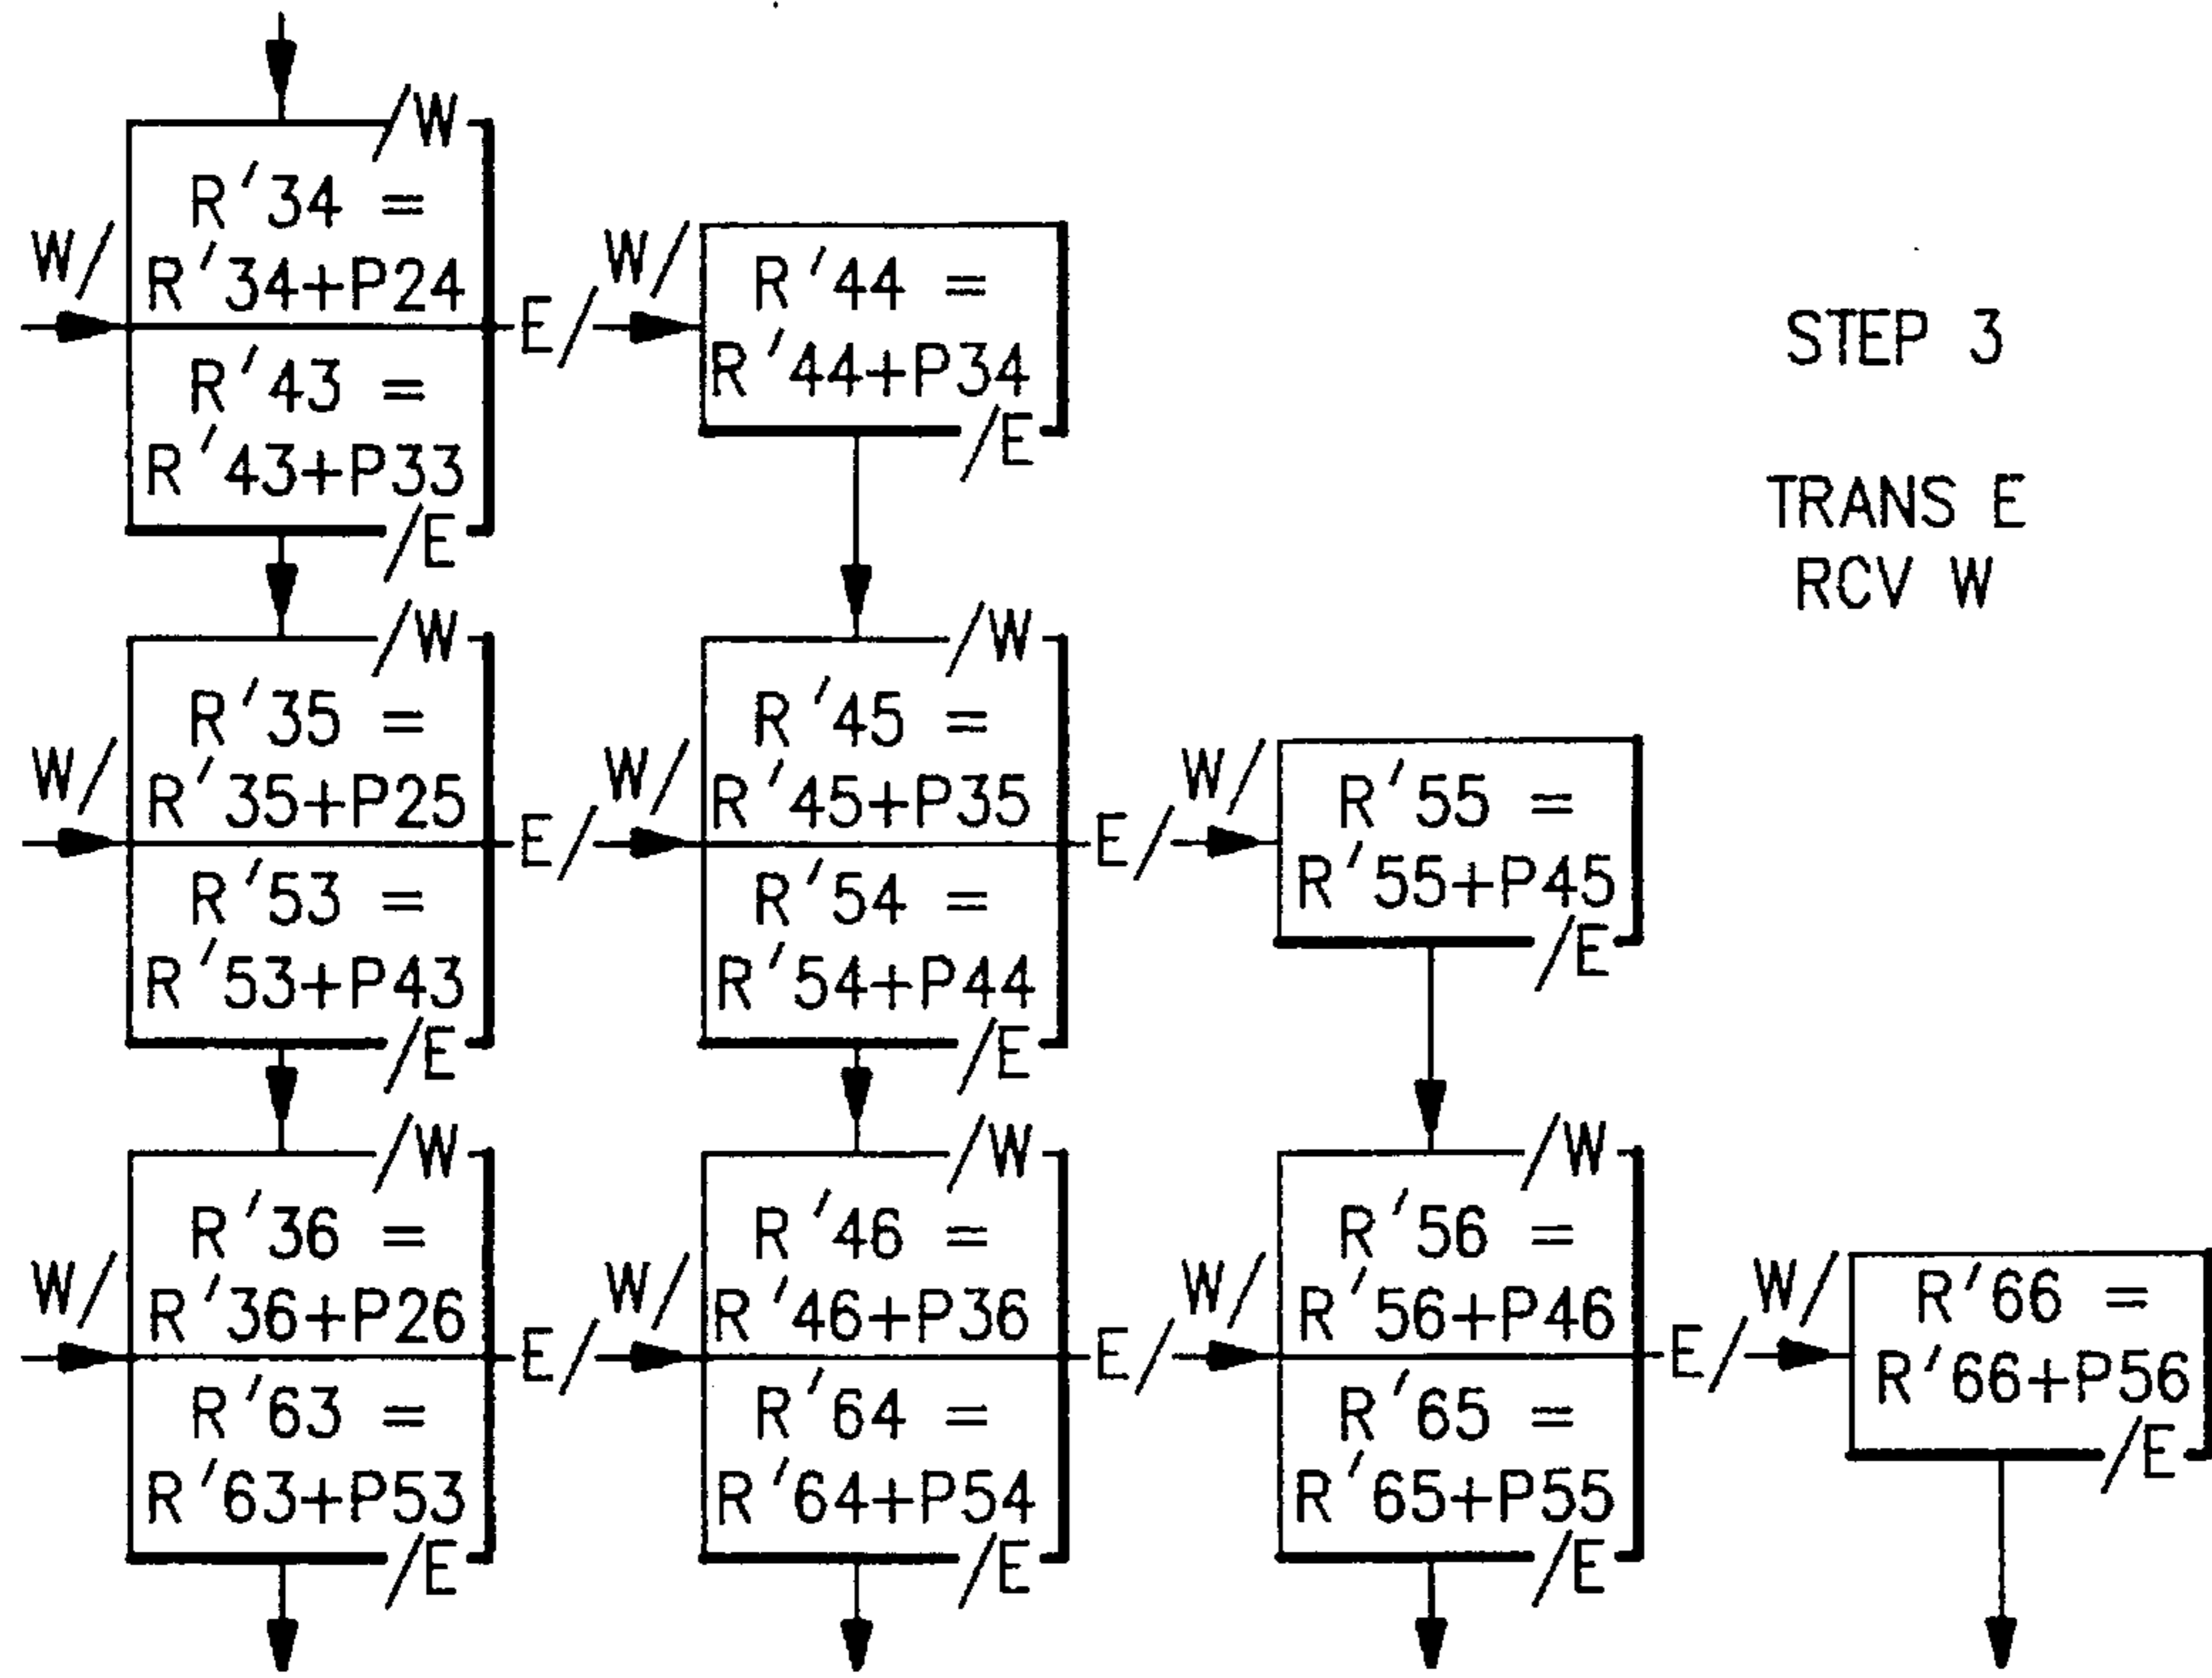 /W
R'34 =
W/ R'34+P24
E/
R'43 =
R'43+P33
/E
W/ R'44 =
R'44+P34
/E
STEP 3
TRANS E
RCV W
/W
R'35 =
W/ R'35+P25
E/
R'53 =
R'53+P43
/E
/W
R'45 =
W/ R'45+P35
E/
R'54 =
R'54+P44
/E
W/ R'55 =
R'55+P45
/E
/W
R'36 =
W/ R'36+P26
E/
R'63 =
R'63+P53
/E
/W
R'46 =
W/ R'46+P36
E/
R'64 =
R'64+P54
/E
/W
R'56 =
W/ R'56+P46
E/
R'65 =
R'65+P55
/E
W/ R'66 =
R'66+P56
/E